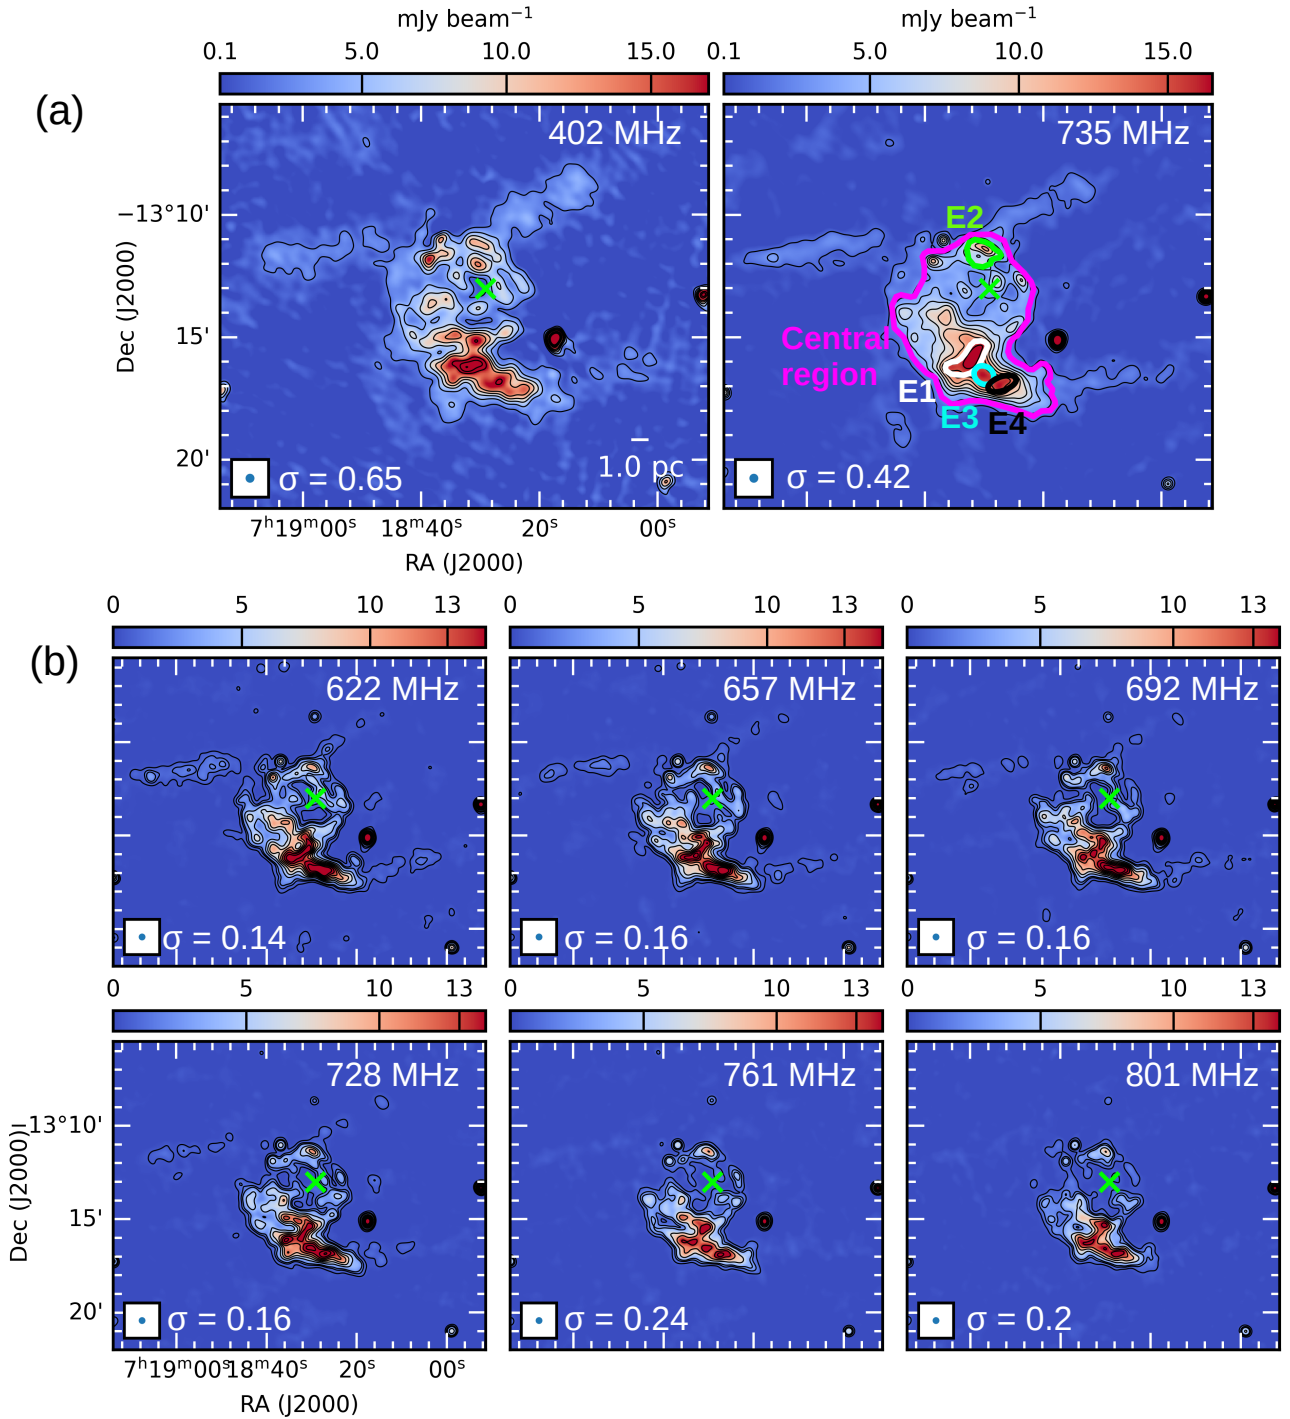 mJy beam⁻¹ mJy beam⁻¹
0.1 5.0 10.0 15.0 0.1 5.0 10.0 15.0
(a)
402 MHz 735 MHz
−13°10'
E2
Dec (J2000)
15'
Central
region
E1
E3 E4
20'
1.0 pc
σ = 0.65 σ = 0.42
7ʰ19ᵐ00ˢ 18ᵐ40ˢ 20ˢ 00ˢ
RA (J2000)
0 5 10 13 0 5 10 13 0 5 10 13
(b)
622 MHz 657 MHz 692 MHz
σ = 0.14 σ = 0.16 σ = 0.16
0 5 10 13 0 5 10 13 0 5 10 13
728 MHz 761 MHz 801 MHz
13°10'
Dec (J2000)
15'
20'
σ = 0.16 σ = 0.24 σ = 0.2
7ʰ19ᵐ00ˢ 18ᵐ40ˢ 20ˢ 00ˢ
RA (J2000)